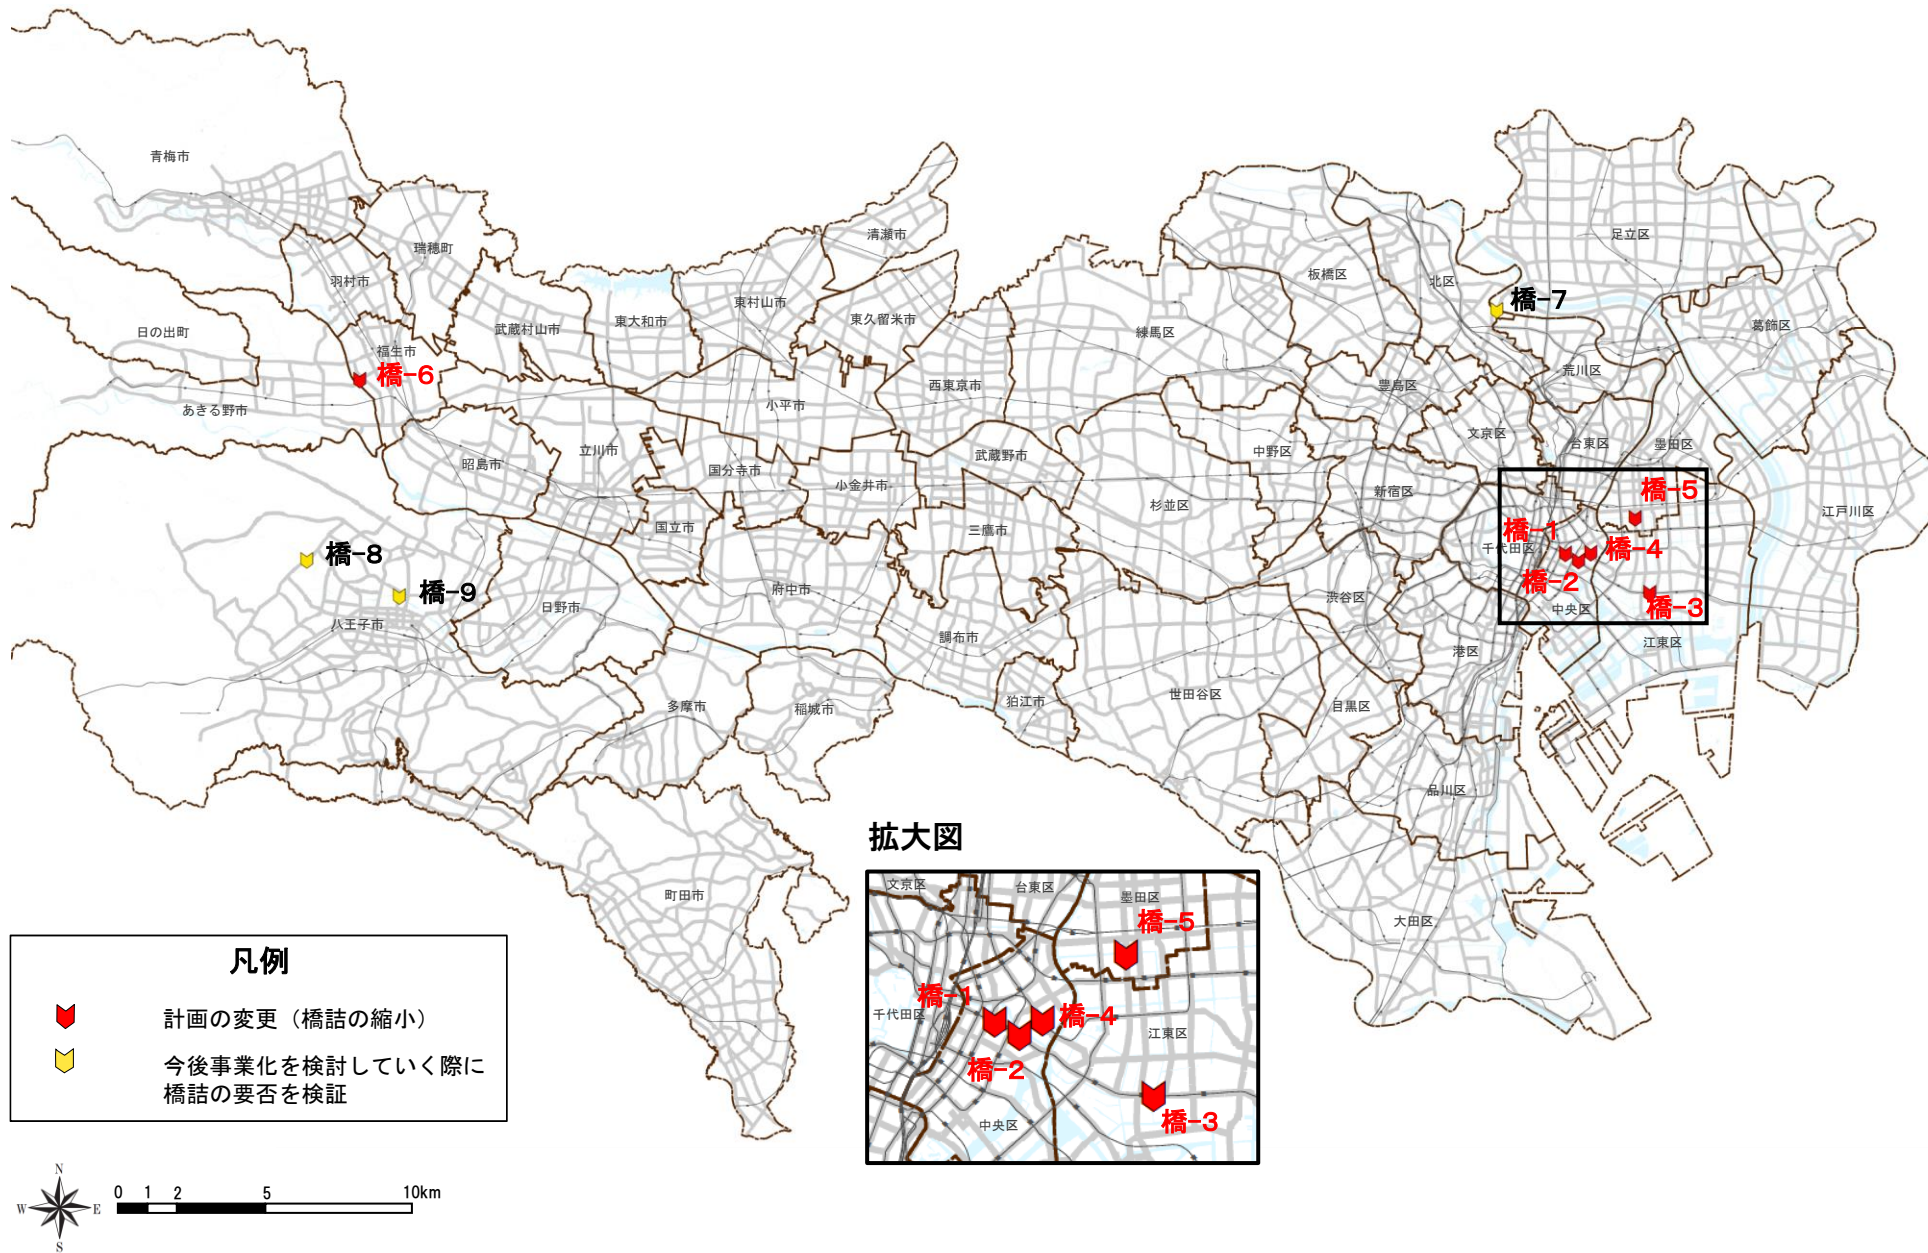 青梅市
瑞穂町
羽村市
日の出町
福生市
橋-6
あきる野市
武蔵村山市
東大和市
東村山市
清瀬市
東久留米市
西東京市
小平市
昭島市
立川市
国分寺市
小金井市
武蔵野市
国立市
三鷹市
橋-8
橋-9
八王子市
日野市
府中市
調布市
多摩市
稲城市
狛江市
町田市
練馬区
板橋区
北区
足立区
橋-7
葛飾区
荒川区
豊島区
文京区
台東区
墨田区
中野区
杉並区
新宿区
江戸川区
橋-5
橋-1
千代田区
橋-4
橋-2
渋谷区
中央区
橋-3
江東区
港区
世田谷区
目黒区
品川区
大田区
拡大図
文京区
台東区
墨田区
橋-5
橋-1
千代田区
橋-4
江東区
橋-2
橋-3
中央区
凡例
計画の変更（橋詰の縮小）
今後事業化を検討していく際に
橋詰の要否を検証
N
W
E
S
0 1 2 5 10km